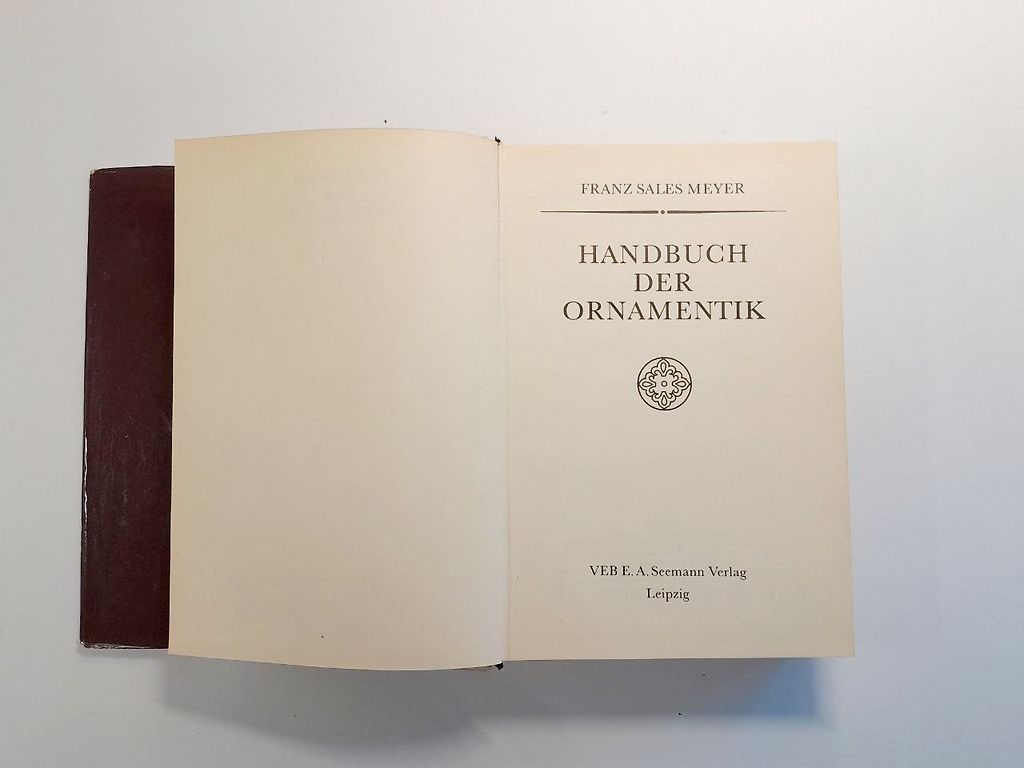 FRANZ SALES MEYER
HANDBUCH
DER
ORNAMENTIK
VEB E. A. Seemann Verlag
Leipzig